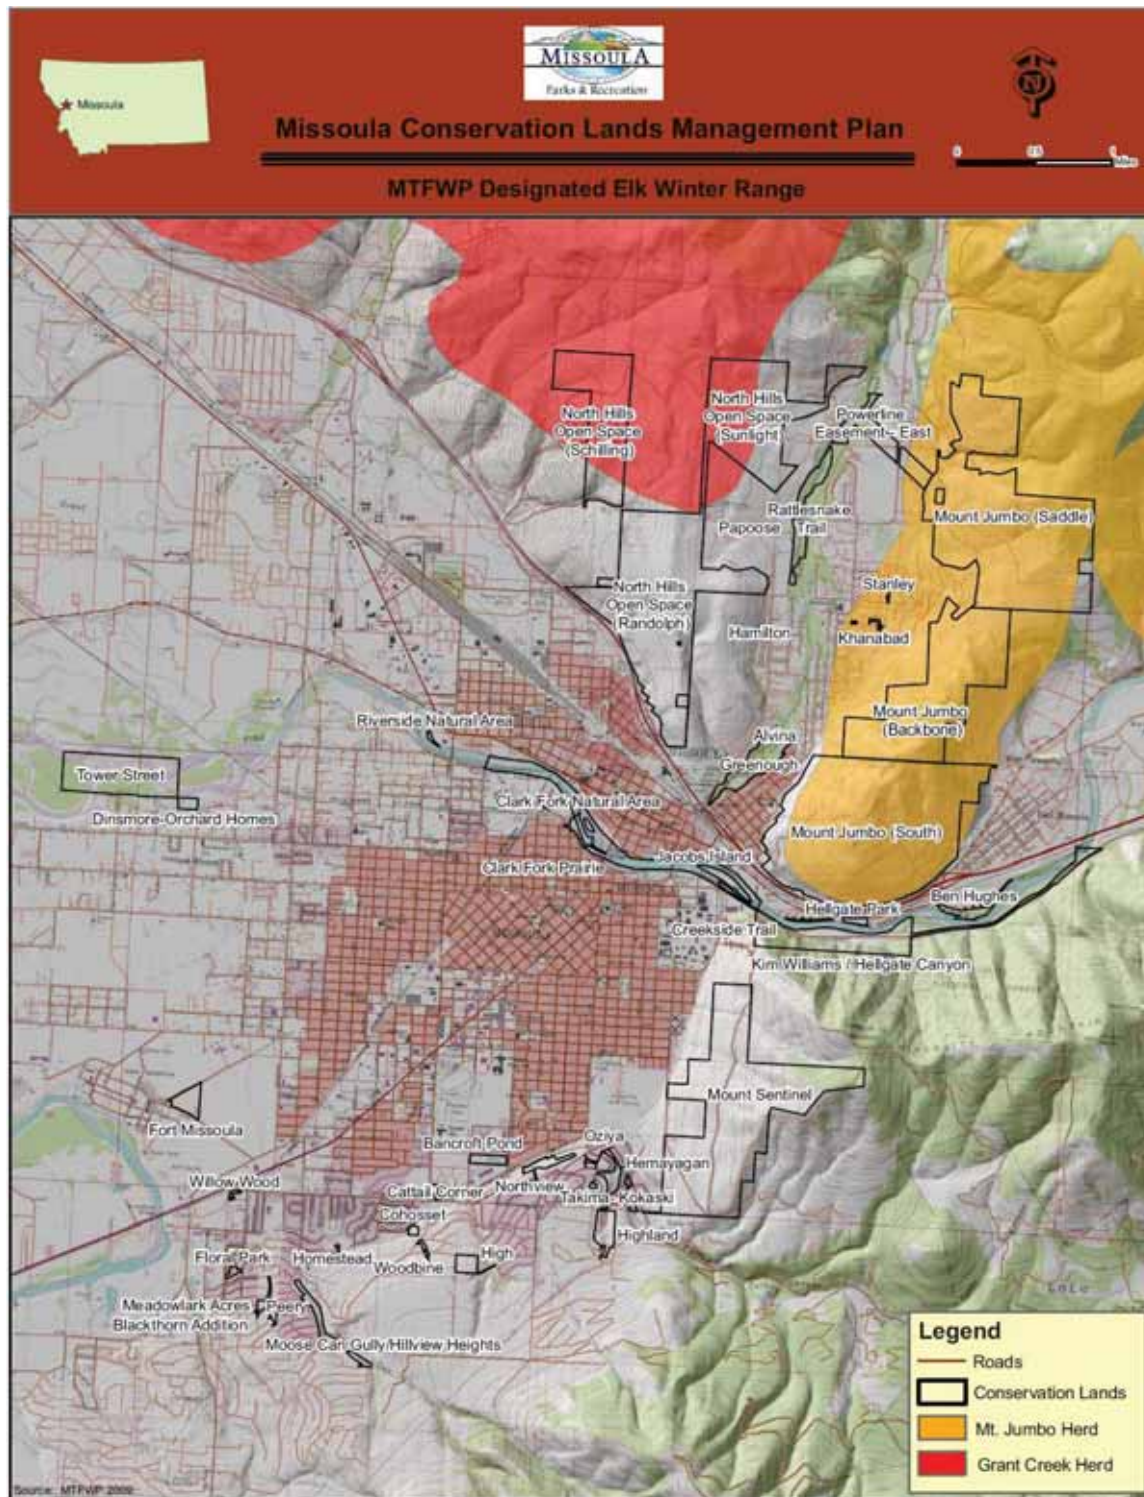 Missoula
MISSOULA
Parks & Recreation
N
Missoula Conservation Lands Management Plan
0 0.5 1
Miles
MTFWP Designated Elk Winter Range
North Hills
Open Space
(Schilling)
North Hills
Open Space
(Sunlight)
Powerline
Easement - East
Rattlesnake
Trail
Papoose
Mount Jumbo (Saddle)
Stanley
North Hills
Open Space
(Randolph)
Hamilton
Khanabad
Mount Jumbo
(Backbone)
Riverside Natural Area
Alvina
Greenough
Tower Street
Dinsmore-Orchard Homes
Clark Fork Natural Area
Mount Jumbo (South)
Clark Fork Prairie
Jacobs Island
Ben Hughes
Hellgate Park
Creekside Trail
Kim Williams / Hellgate Canyon
Mount Sentinel
Fort Missoula
Bancroft Pond
Oziya
Hemayagan
Willow Wood
Cattail Corner
Northview
Takima
Kokaski
Cohosset
Highland
Floral Park
Homestead
Woodbine
High
Meadowlark Acres
Peery
Blackthorn Addition
Moose Can Gully/Hillview Heights
LOLO
Legend
Roads
Conservation Lands
Mt. Jumbo Herd
Grant Creek Herd
Source: MTFWP 2009